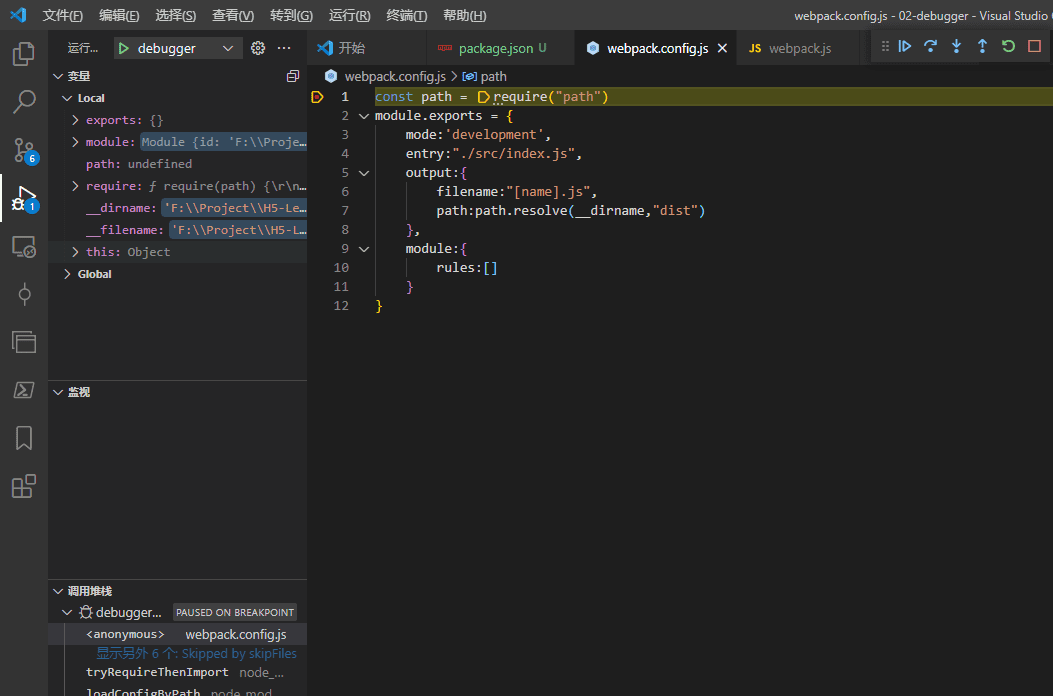 文件(F) 编辑(E) 选择(S) 查看(V) 转到(G) 运行(R) 终端(T) 帮助(H) webpack.config.js - 02-debugger - Visual Studio
运行... debugger ...
开始 package.json U webpack.config.js JS webpack.js
变量
Local
exports: {}
module: Module {id: 'F:\\Proje...
path: undefined
require: ƒ require(path) {\r\n...
__dirname: 'F:\\Project\\H5-Le...
__filename: 'F:\\Project\\H5-L...
this: Object
Global
监视
调用堆栈
debugger... PAUSED ON BREAKPOINT
<anonymous> webpack.config.js
显示另外 6 个: Skipped by skipFiles
tryRequireThenImport node_...
loadConfigByPath node_mod...
6
1
webpack.config.js > path
1 const path = require("path")
2 module.exports = {
3 mode:'development',
4 entry:"./src/index.js",
5 output:{
6 filename:"[name].js",
7 path:path.resolve(__dirname,"dist")
8 },
9 module:{
10 rules:[]
11 }
12 }